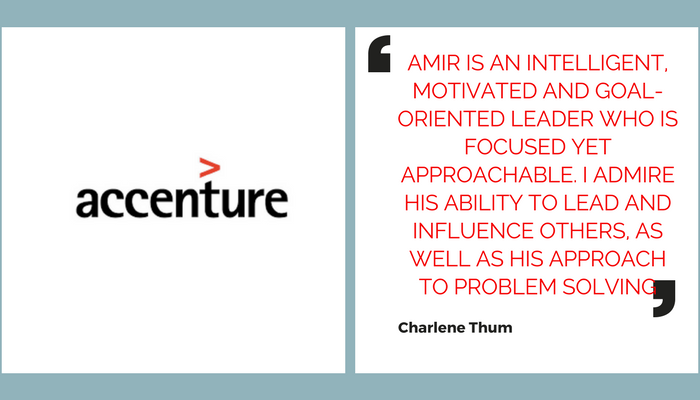 >
accenture
‘
AMIR IS AN INTELLIGENT,
MOTIVATED AND GOAL-
ORIENTED LEADER WHO IS
FOCUSED YET
APPROACHABLE. I ADMIRE
HIS ABILITY TO LEAD AND
INFLUENCE OTHERS, AS
WELL AS HIS APPROACH
TO PROBLEM SOLVING
’
Charlene Thum